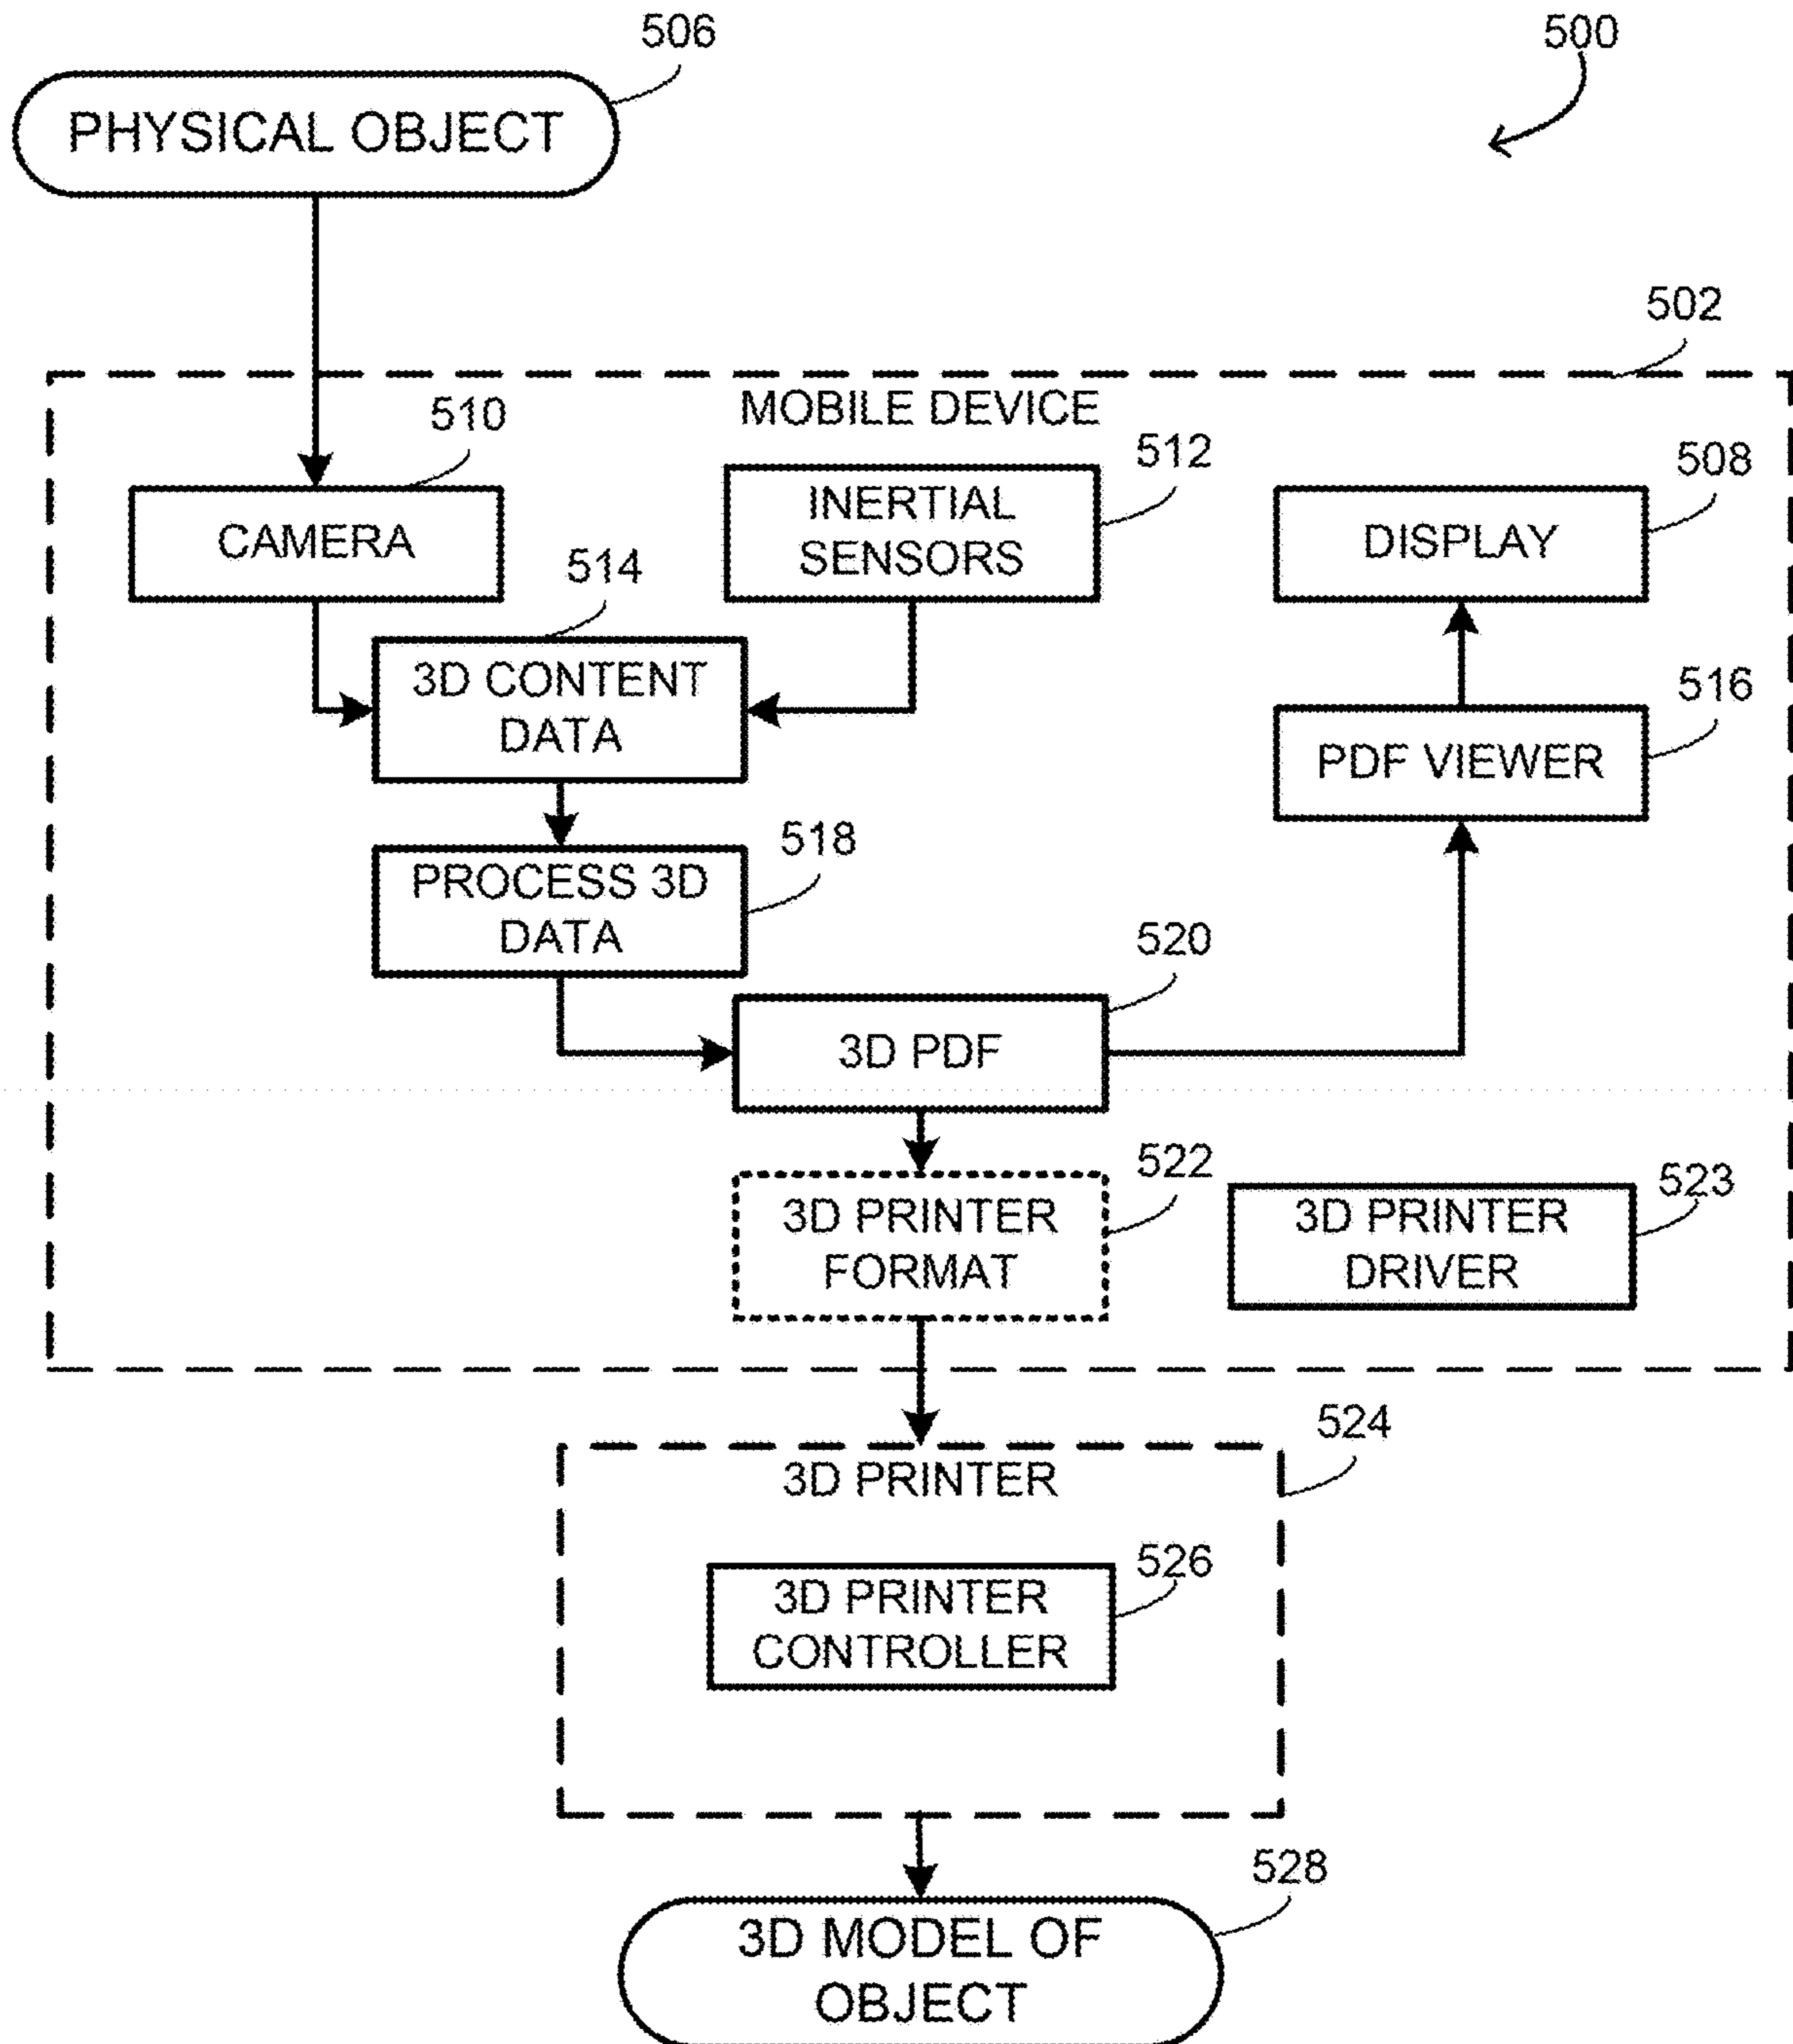 506
500
PHYSICAL OBJECT
502
MOBILE DEVICE
510
512
508
CAMERA
INERTIAL
SENSORS
DISPLAY
514
3D CONTENT
DATA
516
PDF VIEWER
518
PROCESS 3D
DATA
520
3D PDF
522
523
3D PRINTER
FORMAT
3D PRINTER
DRIVER
524
3D PRINTER
526
3D PRINTER
CONTROLLER
528
3D MODEL OF
OBJECT